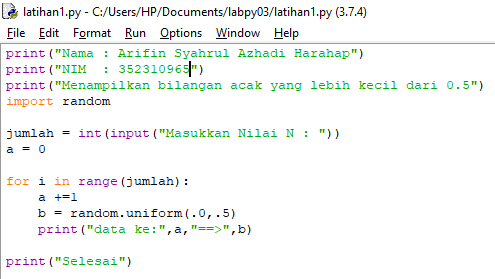 latihan1.py - C:/Users/HP/Documents/labpy03/latihan1.py (3.7.4)
File Edit Format Run Options Window Help
print("Nama : Arifin Syahrul Azhadi Harahap")
print("NIM  : 352310965")
print("Menampilkan bilangan acak yang lebih kecil dari 0.5")
import random

jumlah = int(input("Masukkan Nilai N : "))
a = 0

for i in range(jumlah):
    a +=1
    b = random.uniform(.0,.5)
    print("data ke:",a,"==>",b)

print("Selesai")